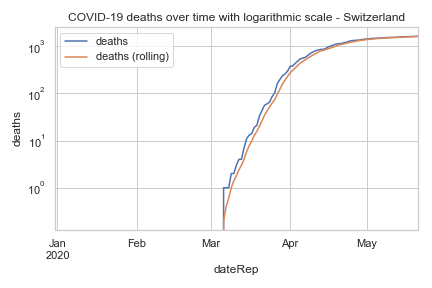 COVID-19 deaths over time with logarithmic scale - Switzerland
deaths
deaths (rolling)
10³
10²
10¹
10⁰
deaths
Jan Feb Mar Apr May
2020
dateRep